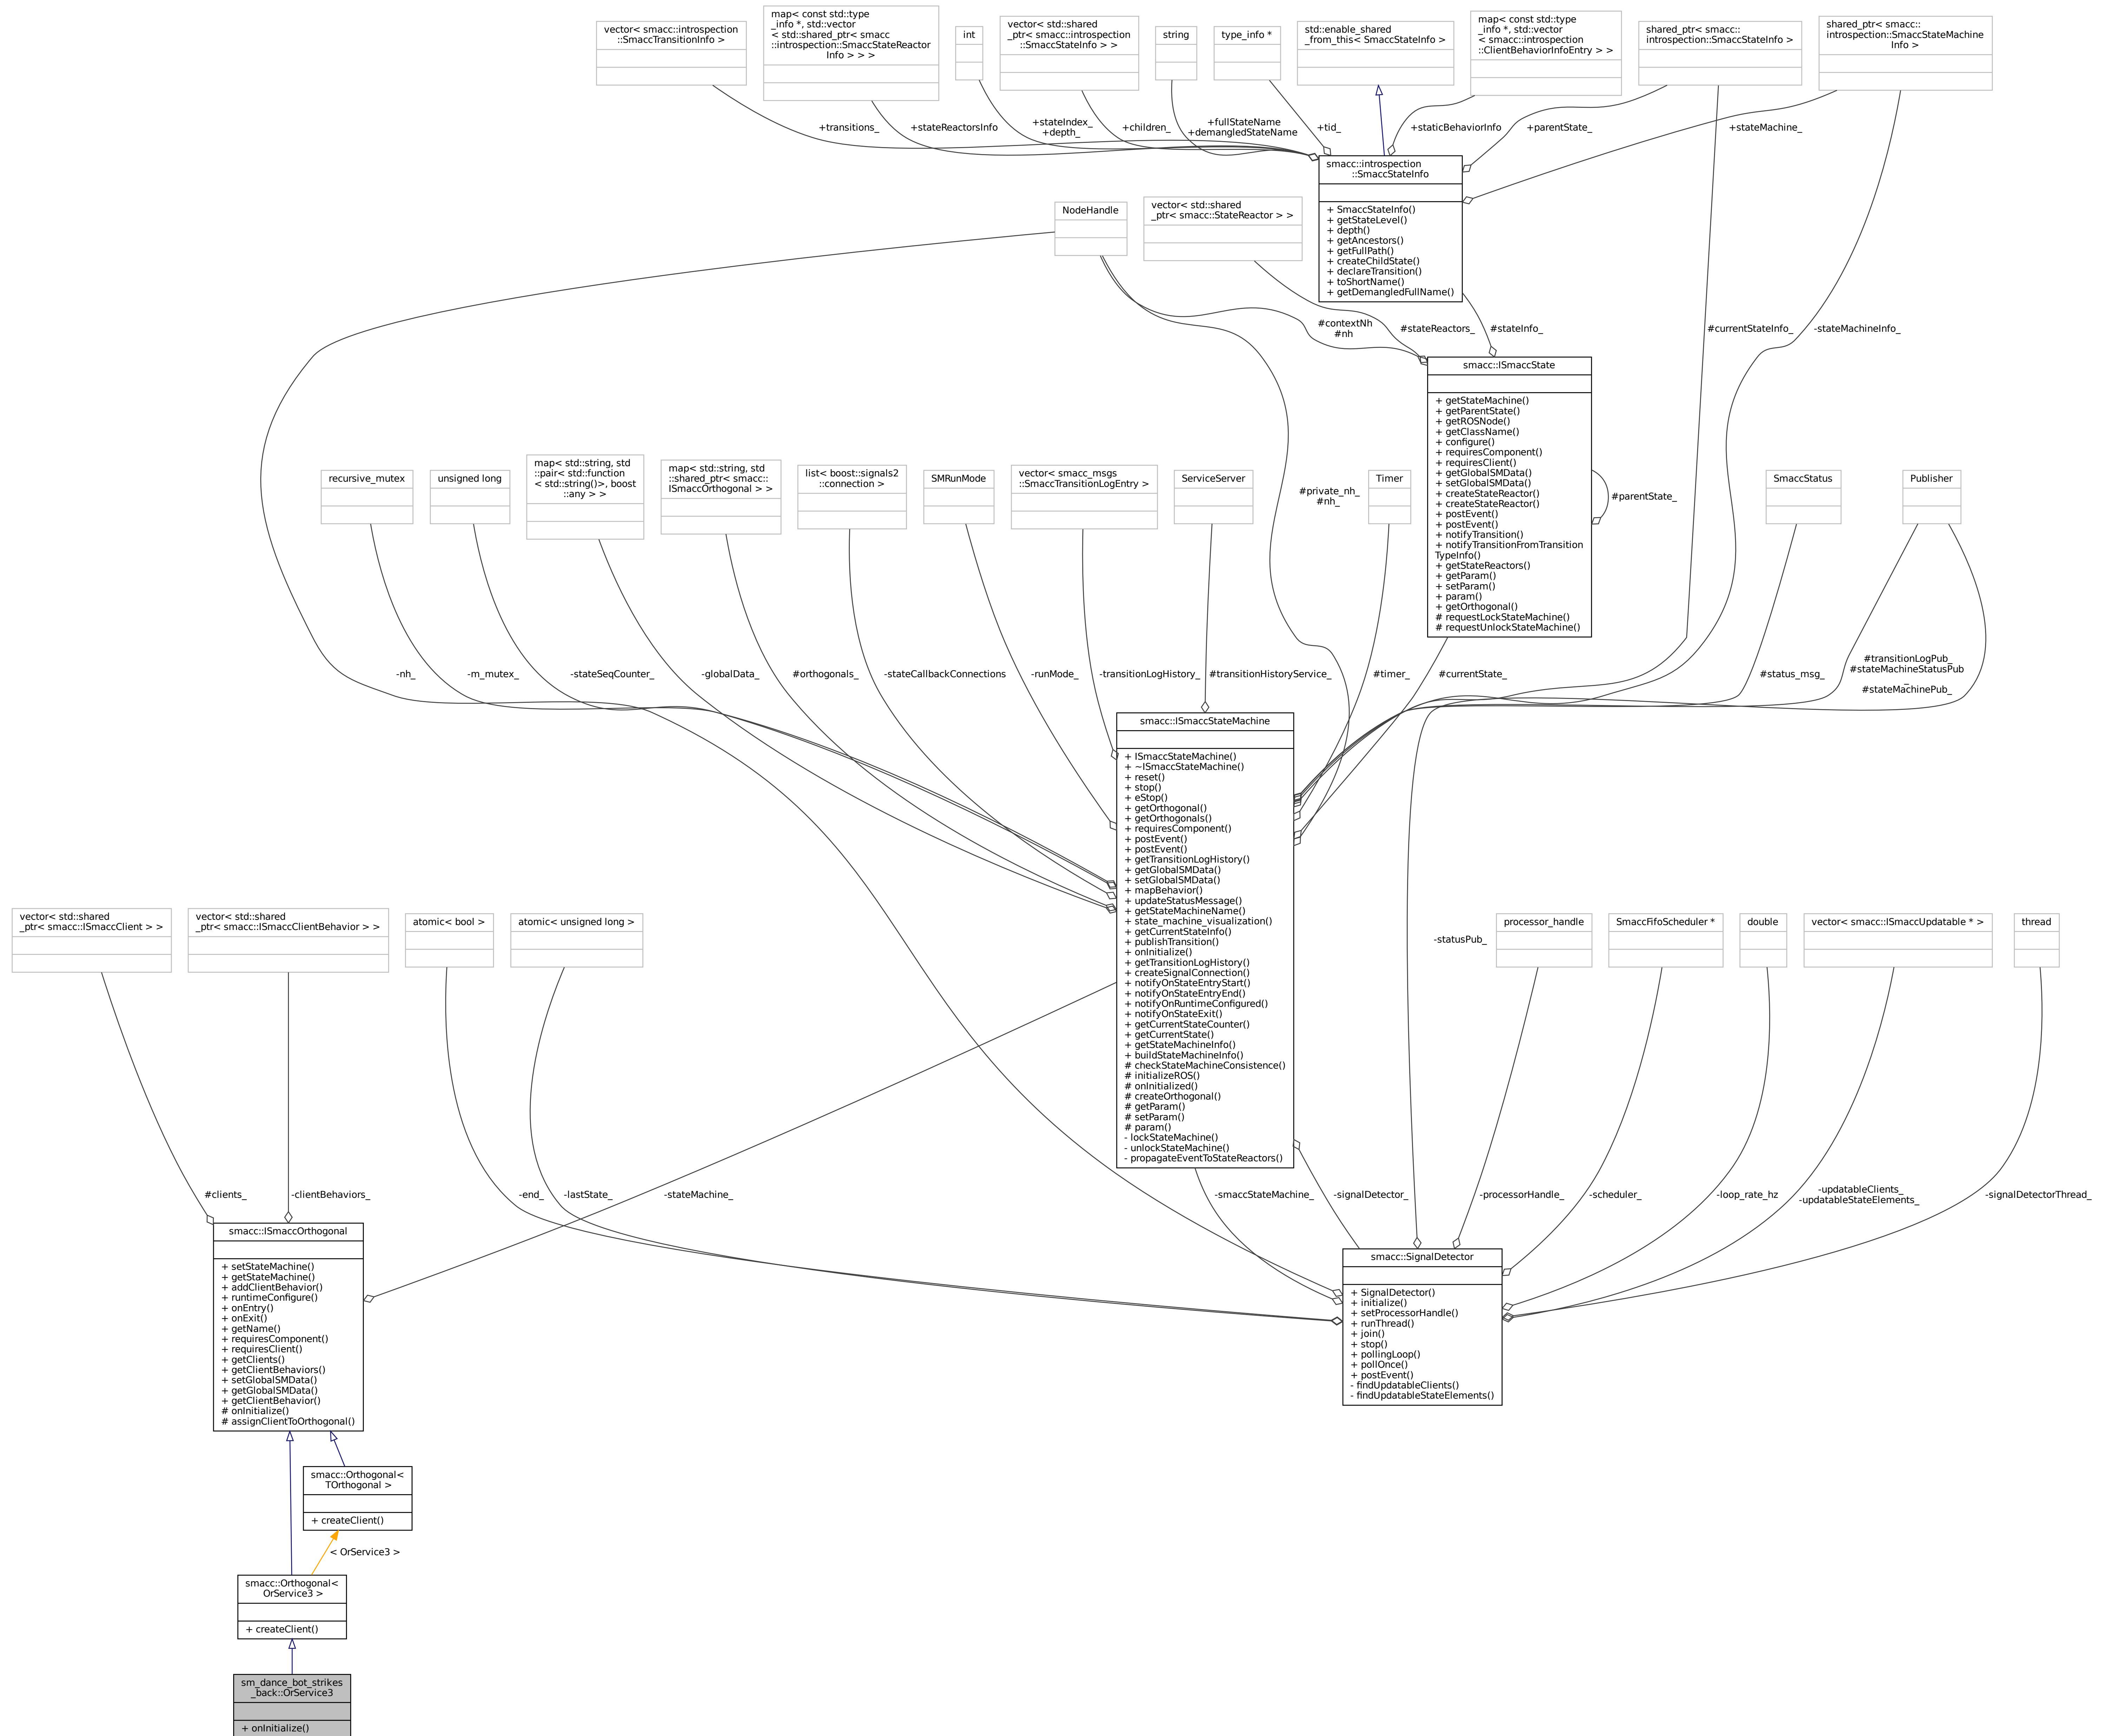 vector< smacc::introspection
::SmaccTransitionInfo >
map< const std::type
_info *, std::vector
< std::shared_ptr< smacc
::introspection::SmaccStateReactor
Info > > >
int
vector< std::shared
_ptr< smacc::introspection
::SmaccStateInfo > >
string
type_info *
std::enable_shared
_from_this< SmaccStateInfo >
map< const std::type
_info *, std::vector
< smacc::introspection
::ClientBehaviorInfoEntry > >
shared_ptr< smacc::
introspection::SmaccStateInfo >
shared_ptr< smacc::
introspection::SmaccStateMachine
Info >
+transitions_
+stateReactorsInfo
+stateIndex_
+depth_
+children_
+fullStateName
+demangledStateName
+tid_
+staticBehaviorInfo
+parentState_
+stateMachine_
smacc::introspection
::SmaccStateInfo
+ SmaccStateInfo()
+ getStateLevel()
+ depth()
+ getAncestors()
+ getFullPath()
+ createChildState()
+ declareTransition()
+ toShortName()
+ getDemangledFullName()
NodeHandle
vector< std::shared
_ptr< smacc::StateReactor > >
#contextNh
#nh
#stateReactors_
#stateInfo_
#currentStateInfo_
-stateMachineInfo_
smacc::ISmaccState
+ getStateMachine()
+ getParentState()
+ getROSNode()
+ getClassName()
+ configure()
+ requiresComponent()
+ requiresClient()
+ getGlobalSMData()
+ setGlobalSMData()
+ createStateReactor()
+ createStateReactor()
+ postEvent()
+ postEvent()
+ notifyTransition()
+ notifyTransitionFromTransition
TypeInfo()
+ getStateReactors()
+ getParam()
+ setParam()
+ param()
+ getOrthogonal()
# requestLockStateMachine()
# requestUnlockStateMachine()
#parentState_
recursive_mutex
unsigned long
map< std::string, std
::pair< std::function
< std::string()>, boost
::any > >
map< std::string, std
::shared_ptr< smacc::
ISmaccOrthogonal > >
list< boost::signals2
::connection >
SMRunMode
vector< smacc_msgs
::SmaccTransitionLogEntry >
ServiceServer
#private_nh_
#nh_
Timer
SmaccStatus
Publisher
-nh_
-m_mutex_
-stateSeqCounter_
-globalData_
#orthogonals_
-stateCallbackConnections
-runMode_
-transitionLogHistory_
#transitionHistoryService_
#timer_
#currentState_
#status_msg_
#transitionLogPub_
#stateMachineStatusPub
_
#stateMachinePub_
smacc::ISmaccStateMachine
+ ISmaccStateMachine()
+ ~ISmaccStateMachine()
+ reset()
+ stop()
+ eStop()
+ getOrthogonal()
+ getOrthogonals()
+ requiresComponent()
+ postEvent()
+ postEvent()
+ getTransitionLogHistory()
+ getGlobalSMData()
+ setGlobalSMData()
+ mapBehavior()
+ updateStatusMessage()
+ getStateMachineName()
+ state_machine_visualization()
+ getCurrentStateInfo()
+ publishTransition()
+ onInitialize()
+ getTransitionLogHistory()
+ createSignalConnection()
+ notifyOnStateEntryStart()
+ notifyOnStateEntryEnd()
+ notifyOnRuntimeConfigured()
+ notifyOnStateExit()
+ getCurrentStateCounter()
+ getCurrentState()
+ getStateMachineInfo()
+ buildStateMachineInfo()
# checkStateMachineConsistence()
# initializeROS()
# onInitialized()
# createOrthogonal()
# getParam()
# setParam()
# param()
- lockStateMachine()
- unlockStateMachine()
- propagateEventToStateReactors()
vector< std::shared
_ptr< smacc::ISmaccClient > >
vector< std::shared
_ptr< smacc::ISmaccClientBehavior > >
atomic< bool >
atomic< unsigned long >
-statusPub_
processor_handle
SmaccFifoScheduler *
double
vector< smacc::ISmaccUpdatable * >
thread
#clients_
-clientBehaviors_
-end_
-lastState_
-stateMachine_
-smaccStateMachine_
-signalDetector_
-processorHandle_
-scheduler_
-loop_rate_hz
-updatableClients_
-updatableStateElements_
-signalDetectorThread_
smacc::ISmaccOrthogonal
+ setStateMachine()
+ getStateMachine()
+ addClientBehavior()
+ runtimeConfigure()
+ onEntry()
+ onExit()
+ getName()
+ requiresComponent()
+ requiresClient()
+ getClients()
+ getClientBehaviors()
+ setGlobalSMData()
+ getGlobalSMData()
+ getClientBehavior()
# onInitialize()
# assignClientToOrthogonal()
smacc::SignalDetector
+ SignalDetector()
+ initialize()
+ setProcessorHandle()
+ runThread()
+ join()
+ stop()
+ pollingLoop()
+ pollOnce()
+ postEvent()
- findUpdatableClients()
- findUpdatableStateElements()
smacc::Orthogonal<
TOrthogonal >
+ createClient()
< OrService3 >
smacc::Orthogonal<
OrService3 >
+ createClient()
sm_dance_bot_strikes
_back::OrService3
+ onInitialize()